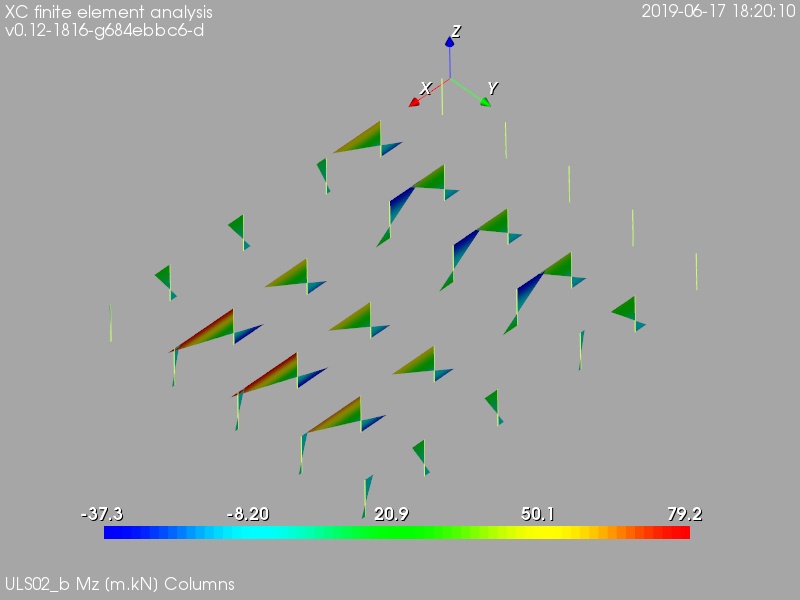 XC finite element analysis
v0.12-1816-g684ebbc6-d
2019-06-17 18:20:10
Z
X
Y
-37.3 -8.20 20.9 50.1 79.2
ULS02_b Mz (m.kN) Columns